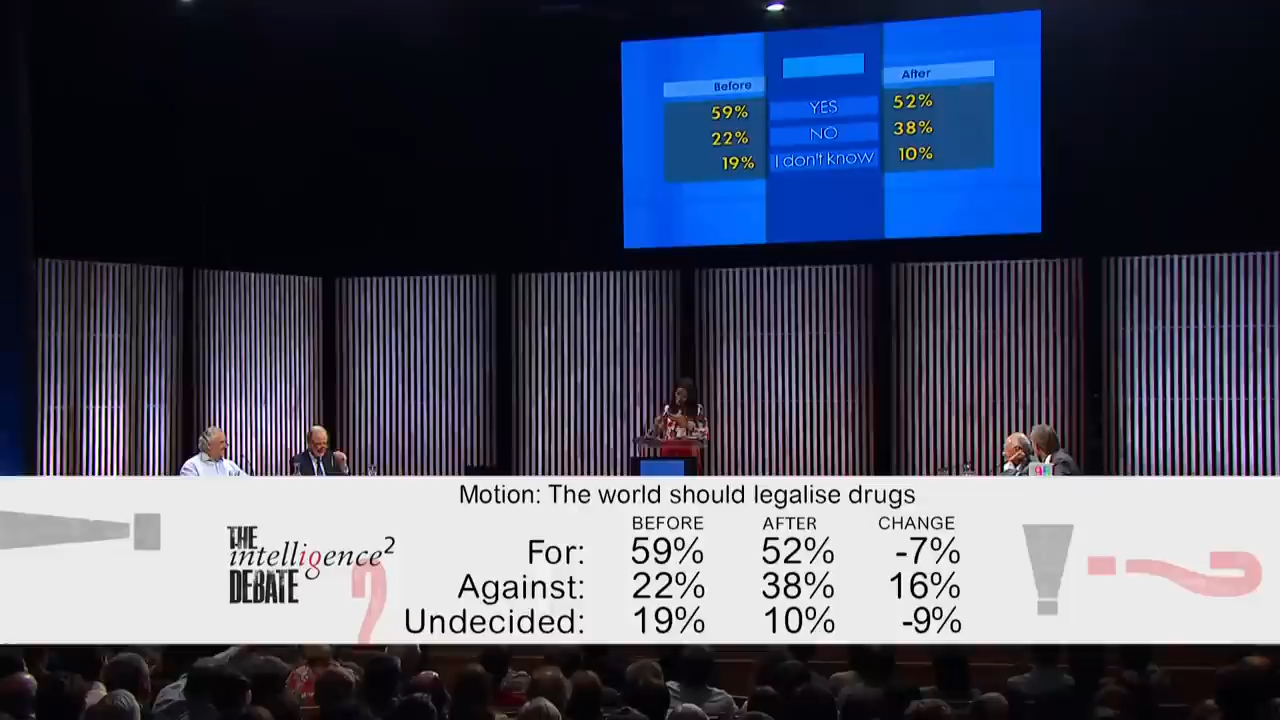 Before After
59% YES 52%
22% NO 38%
19% I don't know 10%
Motion: The world should legalise drugs
BEFORE AFTER CHANGE
For: 59% 52% -7%
Against: 22% 38% 16%
Undecided: 19% 10% -9%
THE
intelligence²
DEBATE